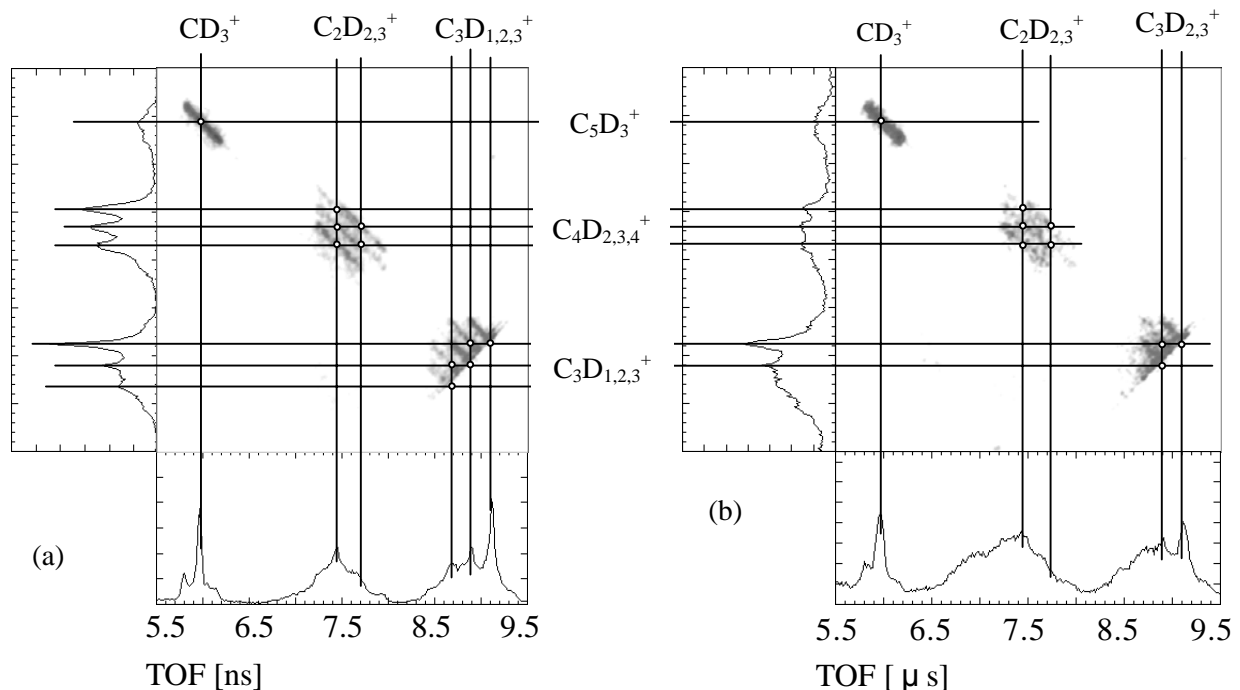 CD₃⁺ C₂D₂,₃⁺ C₃D₁,₂,₃⁺
CD₃⁺ C₂D₂,₃⁺ C₃D₂,₃⁺
C₅D₃⁺
C₄D₂,₃,₄⁺
C₃D₁,₂,₃⁺
(a)
(b)
5.5 6.5 7.5 8.5 9.5
5.5 6.5 7.5 8.5 9.5
TOF [ns]
TOF [ μ s]